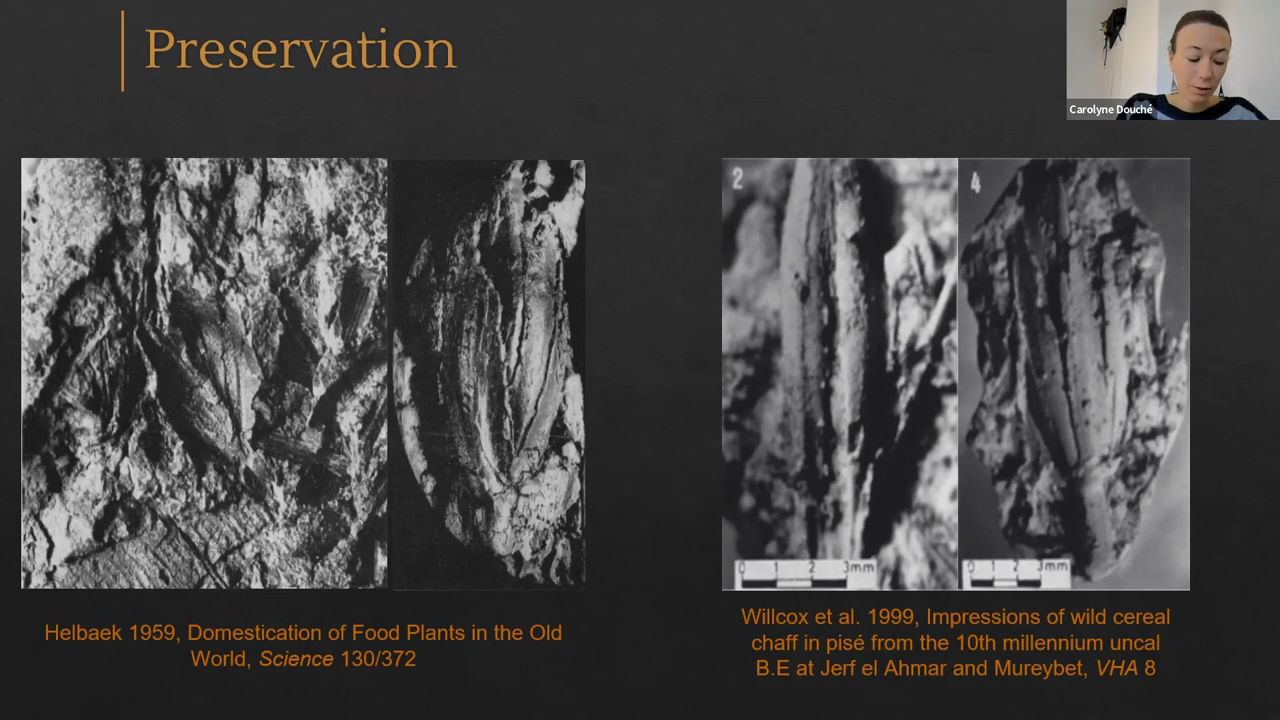 Preservation
Carolyne Douché
2
4
0 1 2 3mm
0 1 2 3mm
Helbaek 1959, Domestication of Food Plants in the Old
World, Science 130/372
Willcox et al. 1999, Impressions of wild cereal
chaff in pisé from the 10th millennium uncal
B.E at Jerf el Ahmar and Mureybet, VHA 8